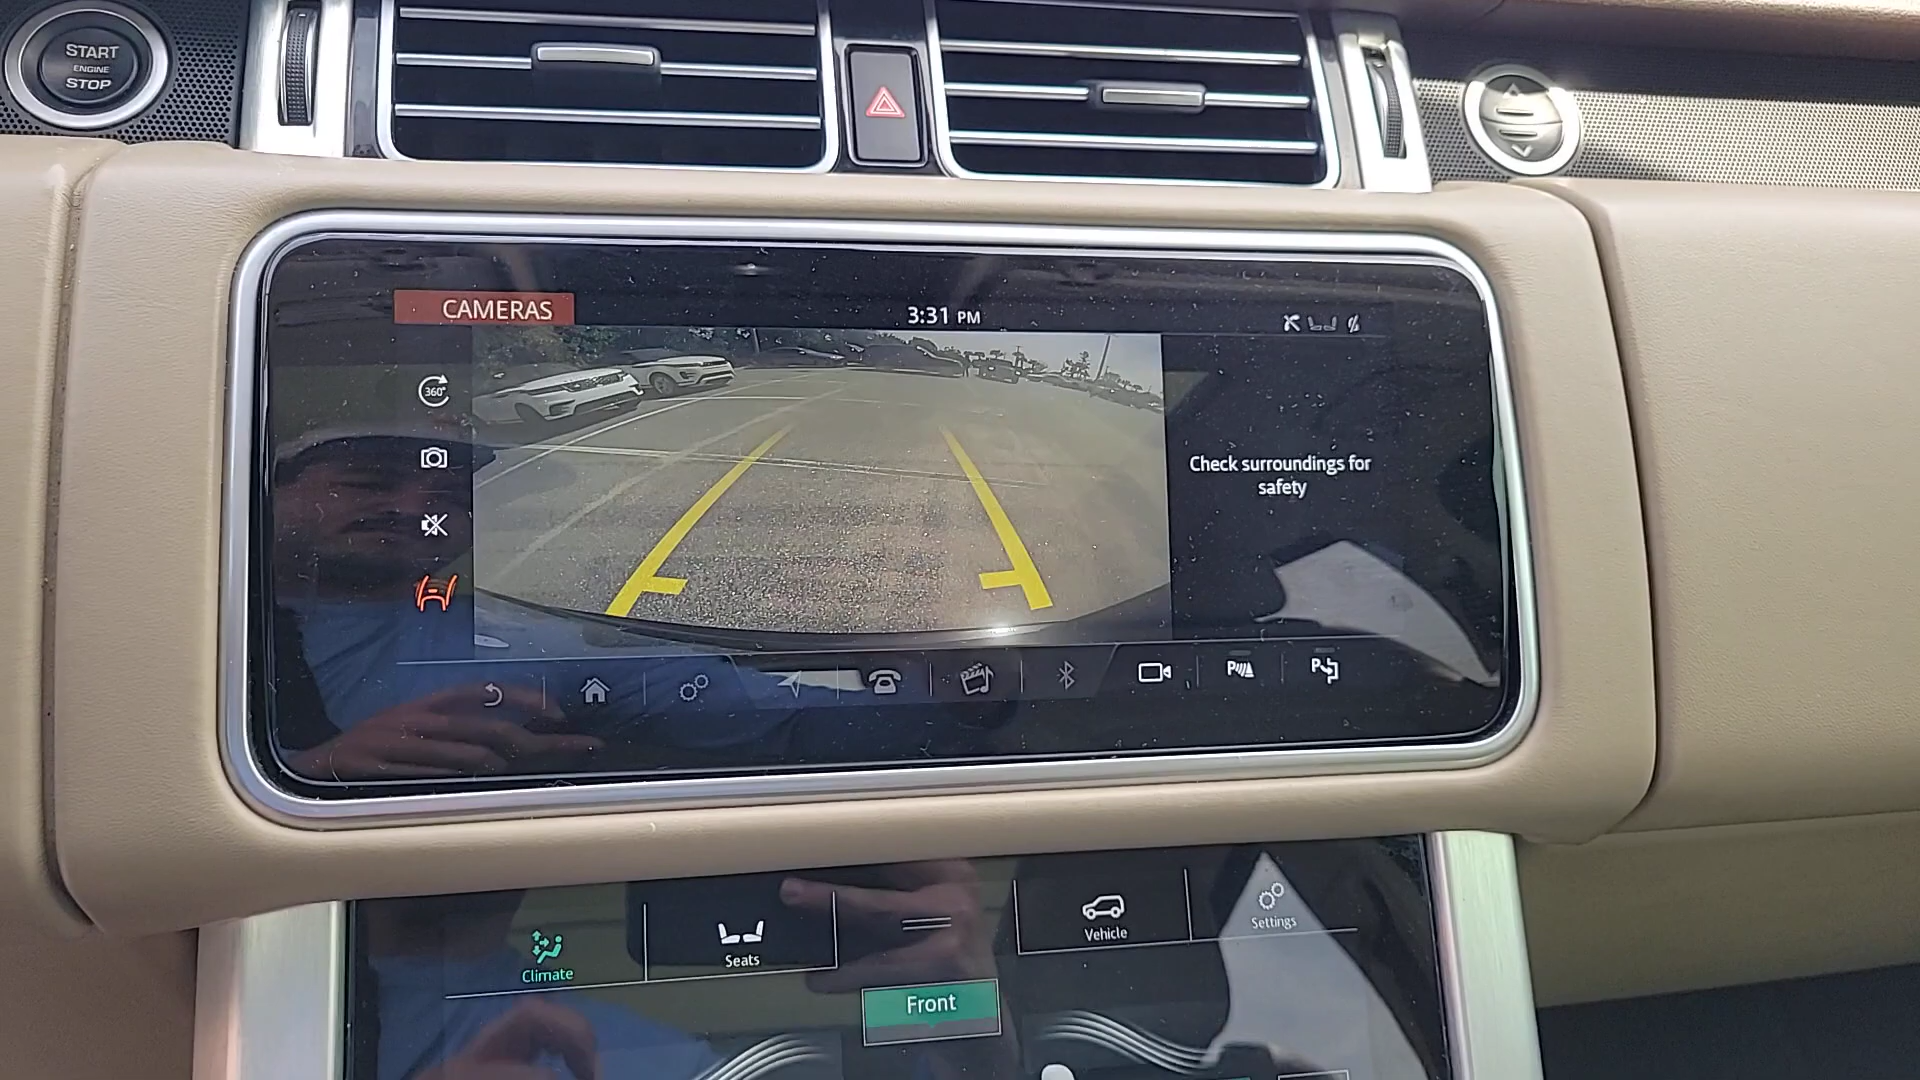 START
ENGINE
STOP
CAMERAS
3:31 PM
360°
Check surroundings for
safety
P
P
Climate
Seats
Vehicle
Settings
Front